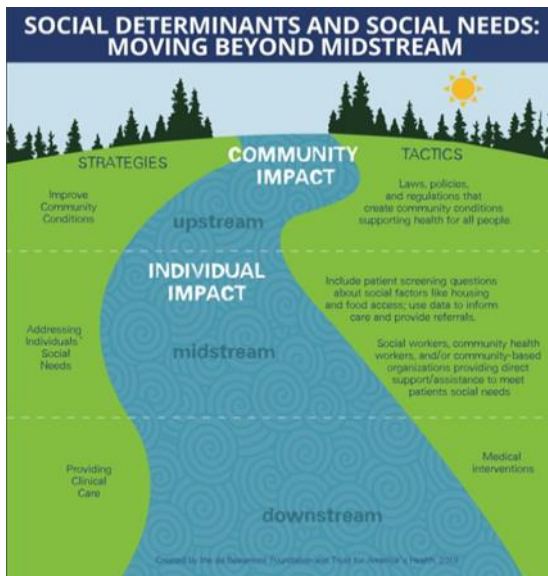 SOCIAL DETERMINANTS AND SOCIAL NEEDS:
MOVING BEYOND MIDSTREAM
STRATEGIES
COMMUNITY
IMPACT
TACTICS
Improve
Community
Conditions
upstream
Laws, policies,
and regulations that
create community conditions
supporting health for all people.
INDIVIDUAL
IMPACT
Include patient screening questions
about social factors like housing
and food access; use data to inform
care and provide referrals.
Addressing
Individuals'
Social
Needs
midstream
Social workers, community health
workers, and/or community-based
organizations providing direct
support/assistance to meet
patients social needs
Providing
Clinical
Care
Medical
interventions
downstream
Created by the de Beaumont Foundation and Trust for America's Health, 2019